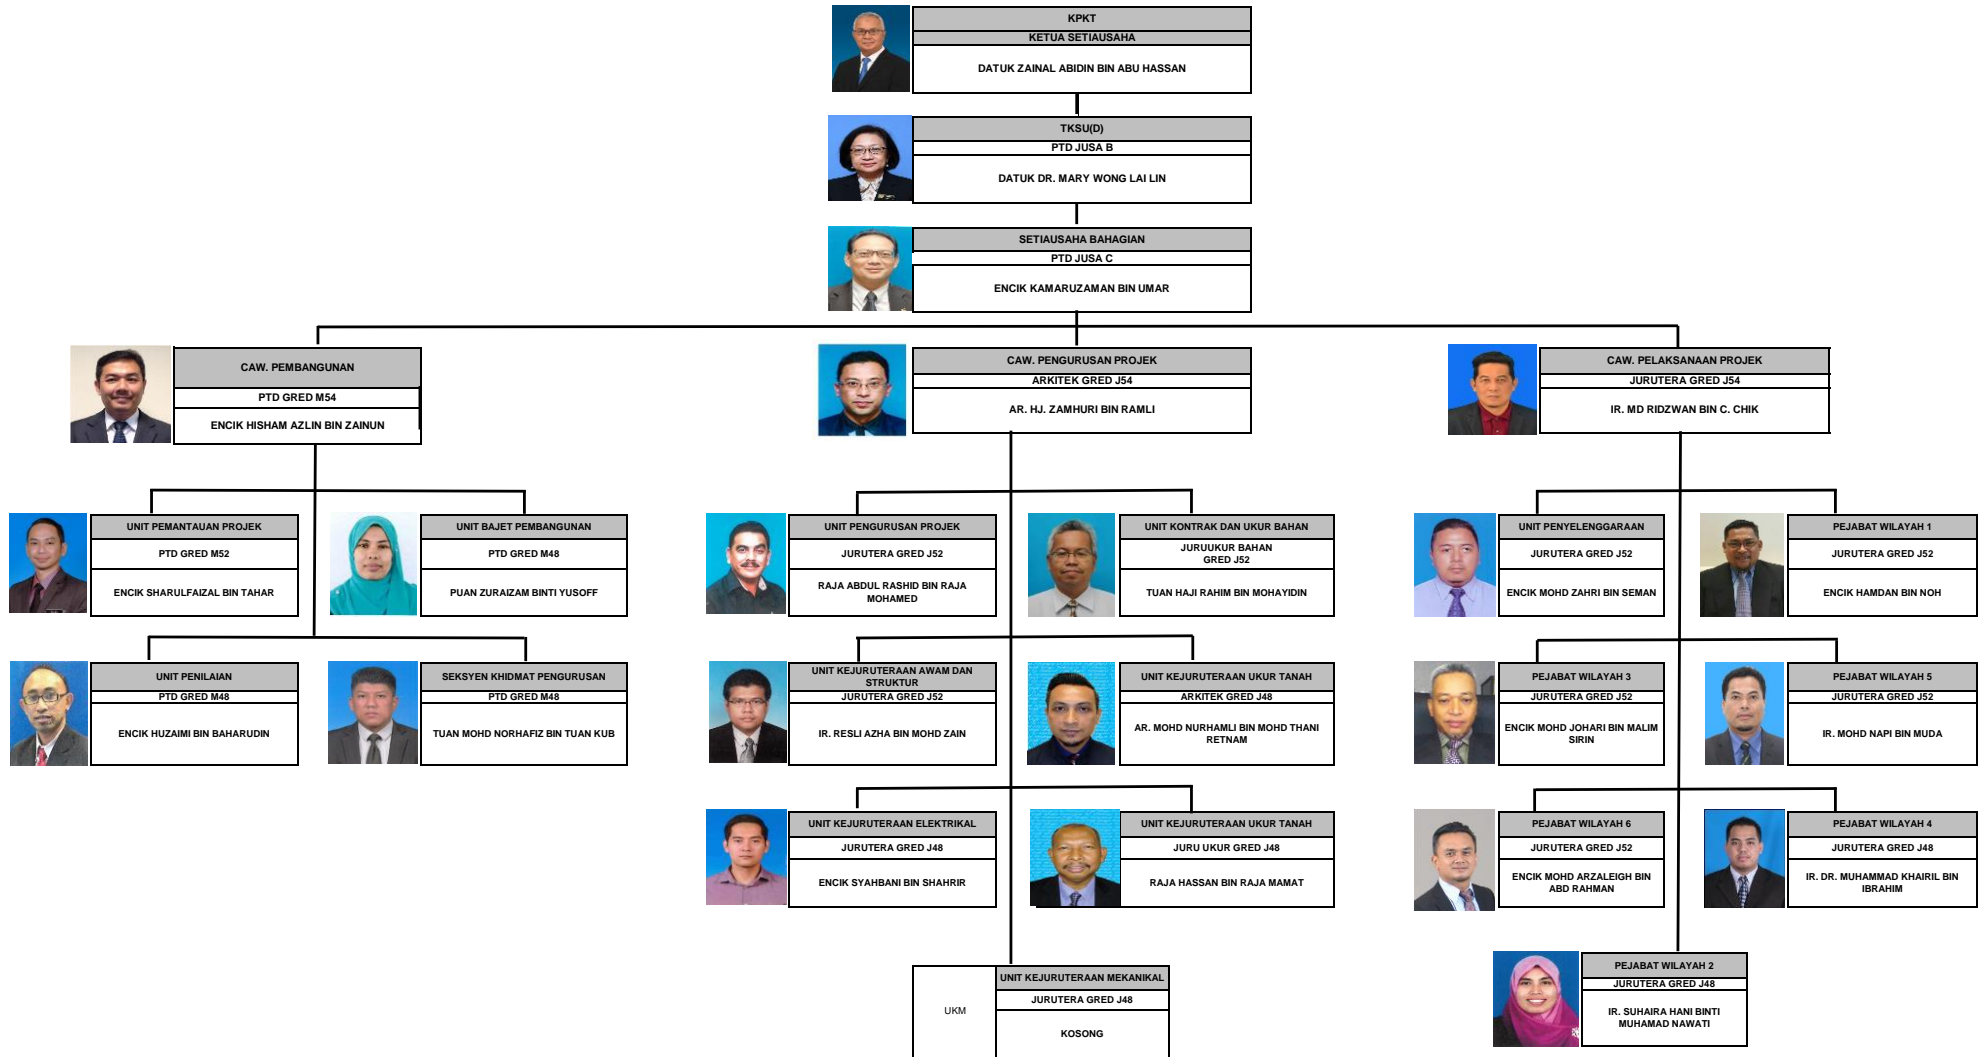 KPKT
KETUA SETIAUSAHA
DATUK ZAINAL ABIDIN BIN ABU HASSAN
TKSU(D)
PTD JUSA B
DATUK DR. MARY WONG LAI LIN
SETIAUSAHA BAHAGIAN
PTD JUSA C
ENCIK KAMARUZAMAN BIN UMAR
CAW. PEMBANGUNAN
PTD GRED M54
ENCIK HISHAM AZLIN BIN ZAINUN
CAW. PENGURUSAN PROJEK
ARKITEK GRED J54
AR. HJ. ZAMHURI BIN RAMLI
CAW. PELAKSANAAN PROJEK
JURUTERA GRED J54
IR. MD RIDZWAN BIN C. CHIK
UNIT PEMANTAUAN PROJEK
PTD GRED M52
ENCIK SHARULFAIZAL BIN TAHAR
UNIT BAJET PEMBANGUNAN
PTD GRED M48
PUAN ZURAIZAM BINTI YUSOFF
UNIT PENGURUSAN PROJEK
JURUTERA GRED J52
RAJA ABDUL RASHID BIN RAJA
MOHAMED
UNIT KONTRAK DAN UKUR BAHAN
JURUUKUR BAHAN
GRED J52
TUAN HAJI RAHIM BIN MOHAYIDIN
UNIT PENYELENGGARAAN
JURUTERA GRED J52
ENCIK MOHD ZAHRI BIN SEMAN
PEJABAT WILAYAH 1
JURUTERA GRED J52
ENCIK HAMDAN BIN NOH
UNIT PENILAIAN
PTD GRED M48
ENCIK HUZAIMI BIN BAHARUDIN
SEKSYEN KHIDMAT PENGURUSAN
PTD GRED M48
TUAN MOHD NORHAFIZ BIN TUAN KUB
UNIT KEJURUTERAAN AWAM DAN
STRUKTUR
JURUTERA GRED J52
IR. RESLI AZHA BIN MOHD ZAIN
UNIT KEJURUTERAAN UKUR TANAH
ARKITEK GRED J48
AR. MOHD NURHAMLI BIN MOHD THANI
RETNAM
PEJABAT WILAYAH 3
JURUTERA GRED J52
ENCIK MOHD JOHARI BIN MALIM
SIRIN
PEJABAT WILAYAH 5
JURUTERA GRED J52
IR. MOHD NAPI BIN MUDA
UNIT KEJURUTERAAN ELEKTRIKAL
JURUTERA GRED J48
ENCIK SYAHBANI BIN SHAHRIR
UNIT KEJURUTERAAN UKUR TANAH
JURU UKUR GRED J48
RAJA HASSAN BIN RAJA MAMAT
PEJABAT WILAYAH 6
JURUTERA GRED J52
ENCIK MOHD ARZALEIGH BIN
ABD RAHMAN
PEJABAT WILAYAH 4
JURUTERA GRED J48
IR. DR. MUHAMMAD KHAIRIL BIN
IBRAHIM
UKM
UNIT KEJURUTERAAN MEKANIKAL
JURUTERA GRED J48
KOSONG
PEJABAT WILAYAH 2
JURUTERA GRED J48
IR. SUHAIRA HANI BINTI
MUHAMAD NAWATI